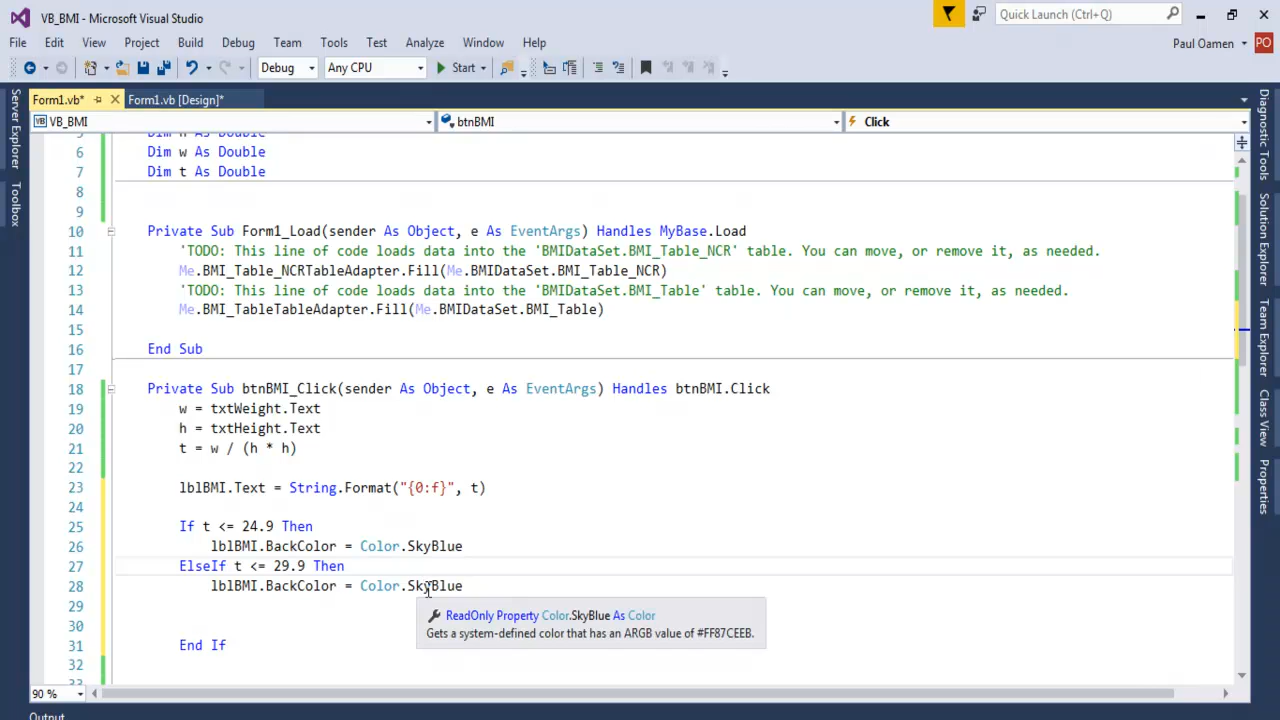 VB_BMI - Microsoft Visual Studio
Quick Launch (Ctrl+Q)
File Edit View Project Build Debug Team Tools Test Analyze Window Help
Paul Oamen PO
Debug Any CPU Start
Form1.vb* Form1.vb [Design]*
VB_BMI btnBMI Click
6 Dim w As Double
7 Dim t As Double
8
9
10 Private Sub Form1_Load(sender As Object, e As EventArgs) Handles MyBase.Load
11 'TODO: This line of code loads data into the 'BMIDataSet.BMI_Table_NCR' table. You can move, or remove it, as needed.
12 Me.BMI_Table_NCRTableAdapter.Fill(Me.BMIDataSet.BMI_Table_NCR)
13 'TODO: This line of code loads data into the 'BMIDataSet.BMI_Table' table. You can move, or remove it, as needed.
14 Me.BMI_TableTableAdapter.Fill(Me.BMIDataSet.BMI_Table)
15
16 End Sub
17
18 Private Sub btnBMI_Click(sender As Object, e As EventArgs) Handles btnBMI.Click
19 w = txtWeight.Text
20 h = txtHeight.Text
21 t = w / (h * h)
22
23 lblBMI.Text = String.Format("{0:f}", t)
24
25 If t <= 24.9 Then
26 lblBMI.BackColor = Color.SkyBlue
27 ElseIf t <= 29.9 Then
28 lblBMI.BackColor = Color.SkyBlue
29
30
31 End If
32
ReadOnly Property Color.SkyBlue As Color
Gets a system-defined color that has an ARGB value of #FF87CEEB.
90 %
Output
Server Explorer
Toolbox
Diagnostic Tools
Solution Explorer
Team Explorer
Class View
Properties